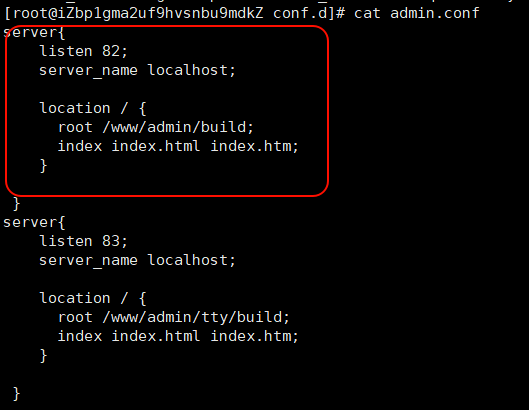 [root@iZbp1gma2uf9hvsnbu9mdkZ conf.d]# cat admin.conf
server{
    listen 82;
    server_name localhost;

    location / {
      root /www/admin/build;
      index index.html index.htm;
    }

 }
server{
    listen 83;
    server_name localhost;

    location / {
      root /www/admin/tty/build;
      index index.html index.htm;
    }

 }